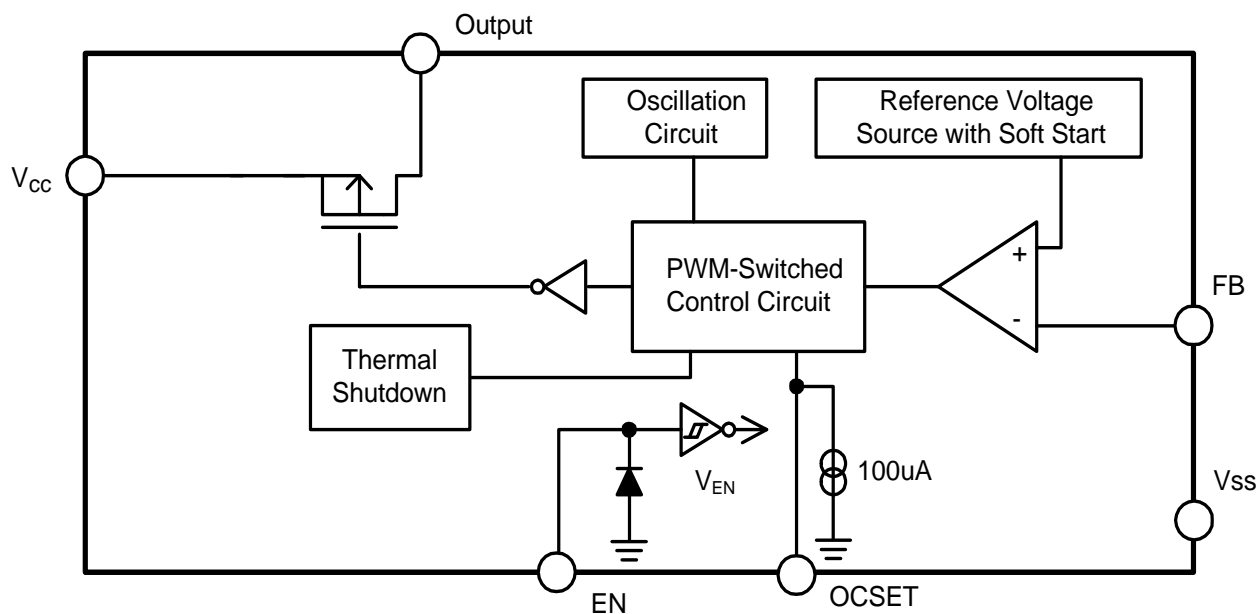 Output
Oscillation
Circuit
Reference Voltage
Source with Soft Start
Vcc
+
PWM-Switched
Control Circuit
-
FB
Thermal
Shutdown
VEN
100uA
Vss
EN
OCSET